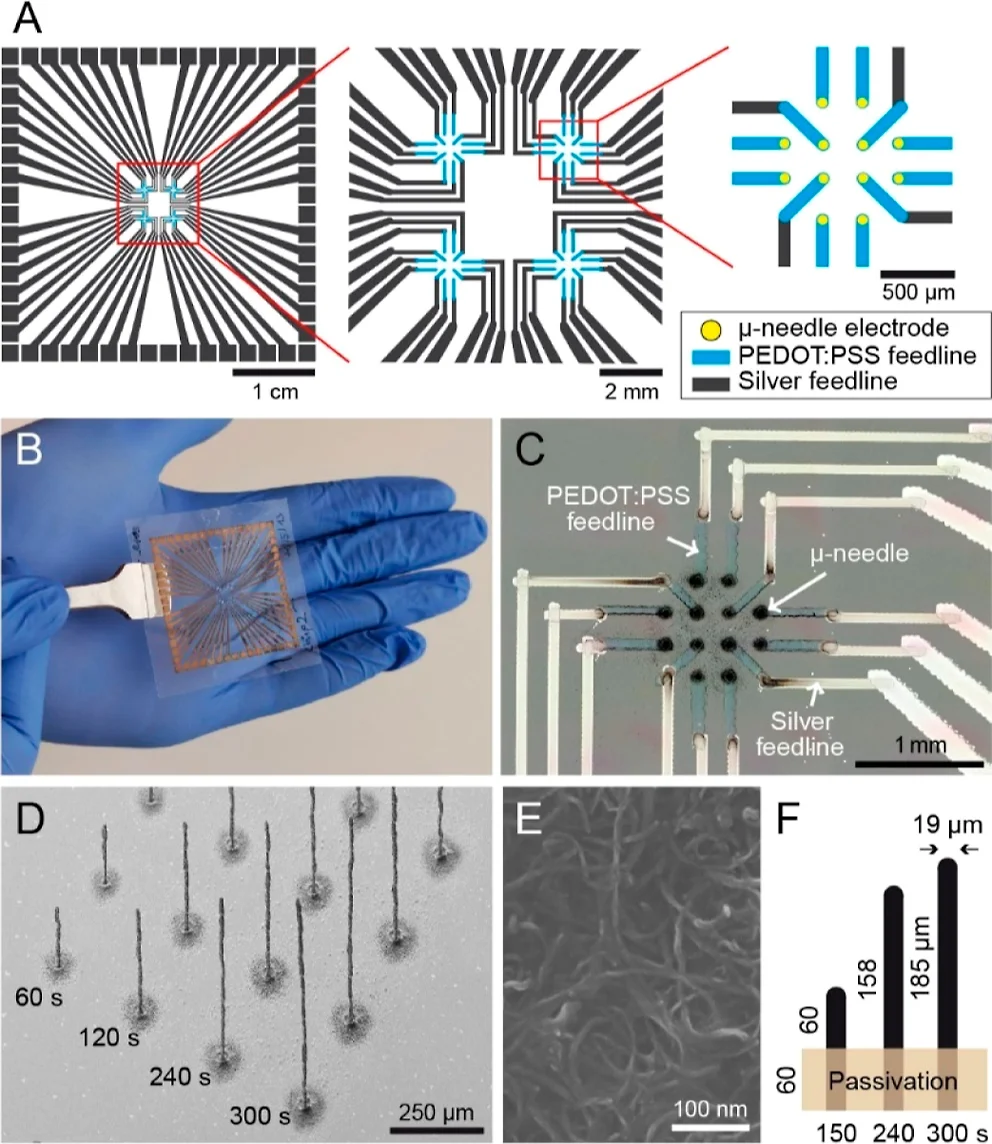 A
1 cm
2 mm
500 µm
µ-needle electrode
PEDOT:PSS feedline
Silver feedline
B
C
PEDOT:PSS
feedline
µ-needle
Silver
feedline
1 mm
D
60 s
120 s
240 s
300 s
250 µm
E
100 nm
F
19 µm
185 µm
158
60
60
Passivation
150 240 300 s